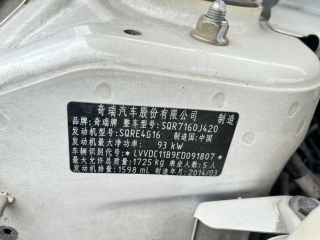 奇瑞汽车股份有限公司 制造
奇瑞牌 整车型号: SQR7160J420
发动机型号: SQRE4G16 制造国: 中国
发动机最大净功率: 93 kW
车辆识别代号: *LVVDC11B9ED091807*
最大允许总质量: 1725 kg 乘座人数: 5人
发动机排量: 1598 mL 制造年月: 2014/03